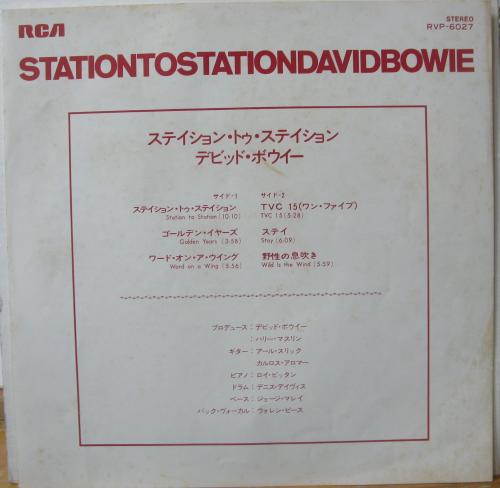 RCA
STEREO
RVP-6027
STATIONTOSTATIONDAVIDBOWIE
ステイション・トゥ・ステイション
デビッド・ボウイー
サイド-1
ステイション・トゥ・ステイション
Station to Station (10:10)
ゴールデン・イヤーズ
Golden Years (3:58)
ワード・オン・ア・ウイング
Word on a Wing (5:56)
サイド-2
TVC 15(ワン・ファイブ)
TVC 15 (5:28)
ステイ
Stay (6:09)
野性の息吹き
Wild Is the Wind (5:59)
プロデュース:デビッド・ボウイー
:ハリー・マスリン
ギター:アール・スリック
カルロス・アロマー
ピアノ:ロイ・ビッタン
ドラム:デニス・デイヴィス
ベース:ジョージ・マレイ
バック・ヴォーカル:ウォレン・ピース